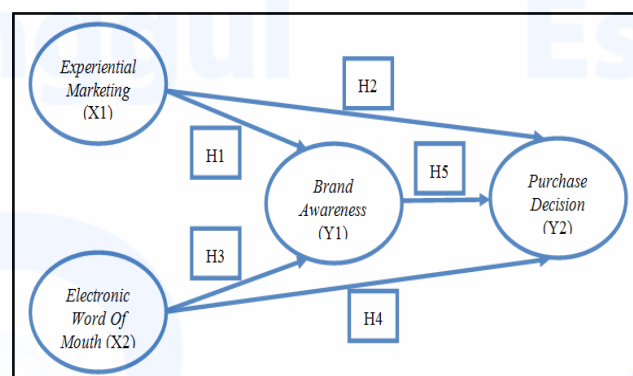 Experiential
Marketing
(X1)
H2
H1
Brand
Awareness
(Y1)
H5
Purchase
Decision
(Y2)
H3
Electronic
Word Of
Mouth (X2)
H4